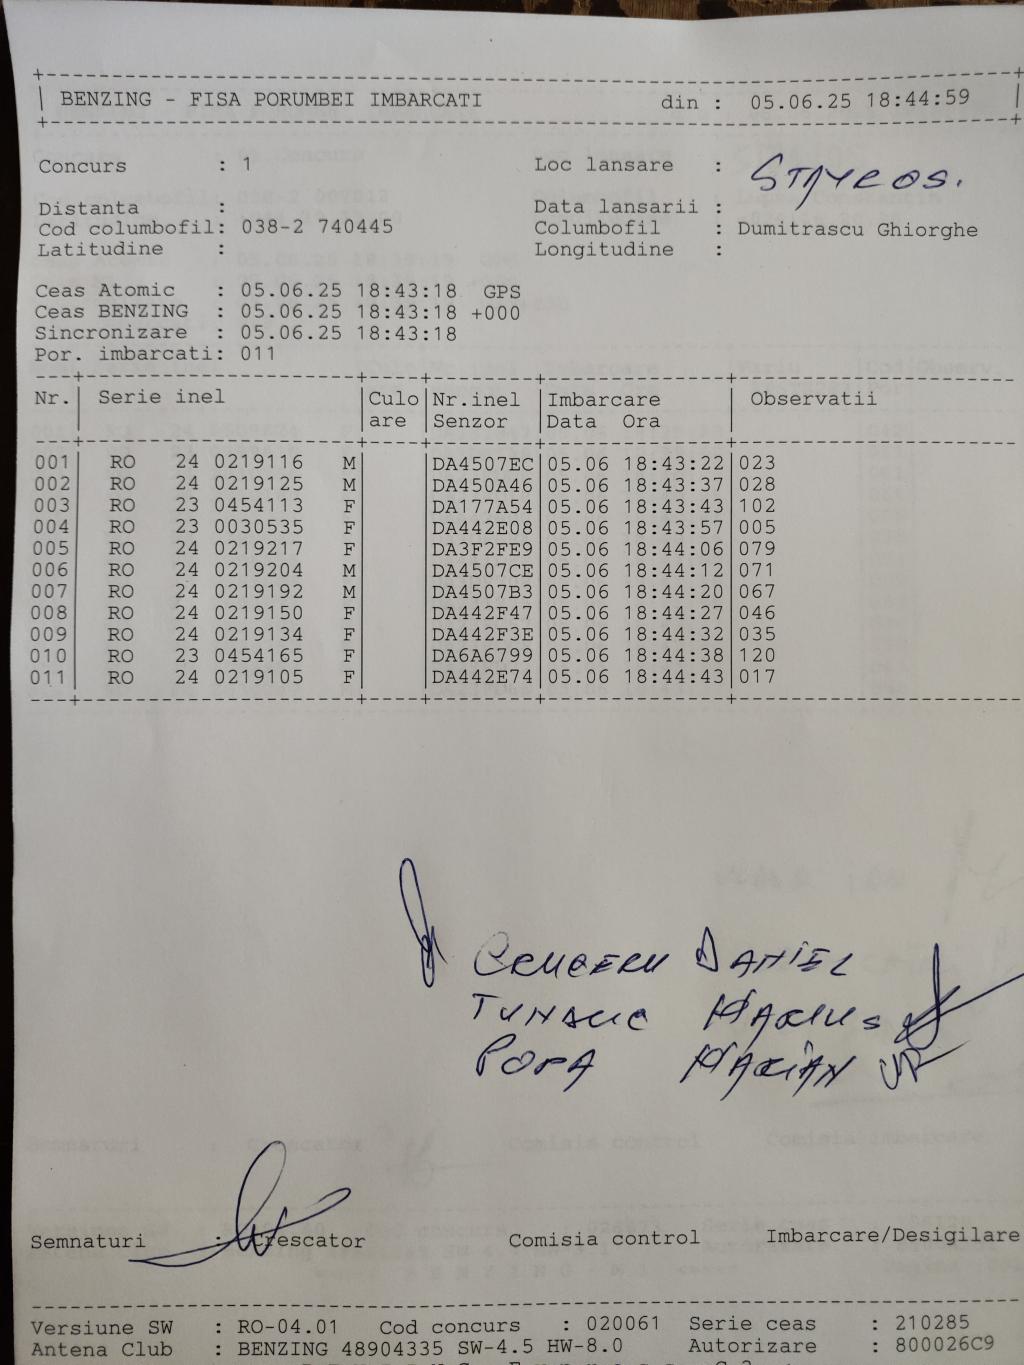 BENZING - FISA PORUMBEI IMBARCATI din : 05.06.25 18:44:59
Concurs : 1 Loc lansare : STAYROS.
Distanta : Data lansarii :
Cod columbofil: 038-2 740445 Columbofil : Dumitrascu Ghiorghe
Latitudine : Longitudine :
Ceas Atomic : 05.06.25 18:43:18 GPS
Ceas BENZING : 05.06.25 18:43:18 +000
Sincronizare : 05.06.25 18:43:18
Por. imbarcati: 011
Nr. Serie inel Culo Nr.inel Imbarcare Observatii
are Senzor Data Ora
001 RO 24 0219116 M DA4507EC 05.06 18:43:22 023
002 RO 24 0219125 M DA450A46 05.06 18:43:37 028
003 RO 23 0454113 F DA177A54 05.06 18:43:43 102
004 RO 23 0030535 F DA442E08 05.06 18:43:57 005
005 RO 24 0219217 F DA3F2FE9 05.06 18:44:06 079
006 RO 24 0219204 M DA4507CE 05.06 18:44:12 071
007 RO 24 0219192 M DA4507B3 05.06 18:44:20 067
008 RO 24 0219150 F DA442F47 05.06 18:44:27 046
009 RO 24 0219134 F DA442F3E 05.06 18:44:32 035
010 RO 23 0454165 F DA6A6799 05.06 18:44:38 120
011 RO 24 0219105 F DA442E74 05.06 18:44:43 017
DANIEL
MARIUS
POPA MARIAN
Semnaturi : Crescator Comisia control Imbarcare/Desigilare
Versiune SW : RO-04.01 Cod concurs : 020061 Serie ceas : 210285
Antena Club : BENZING 48904335 SW-4.5 HW-8.0 Autorizare : 800026C9